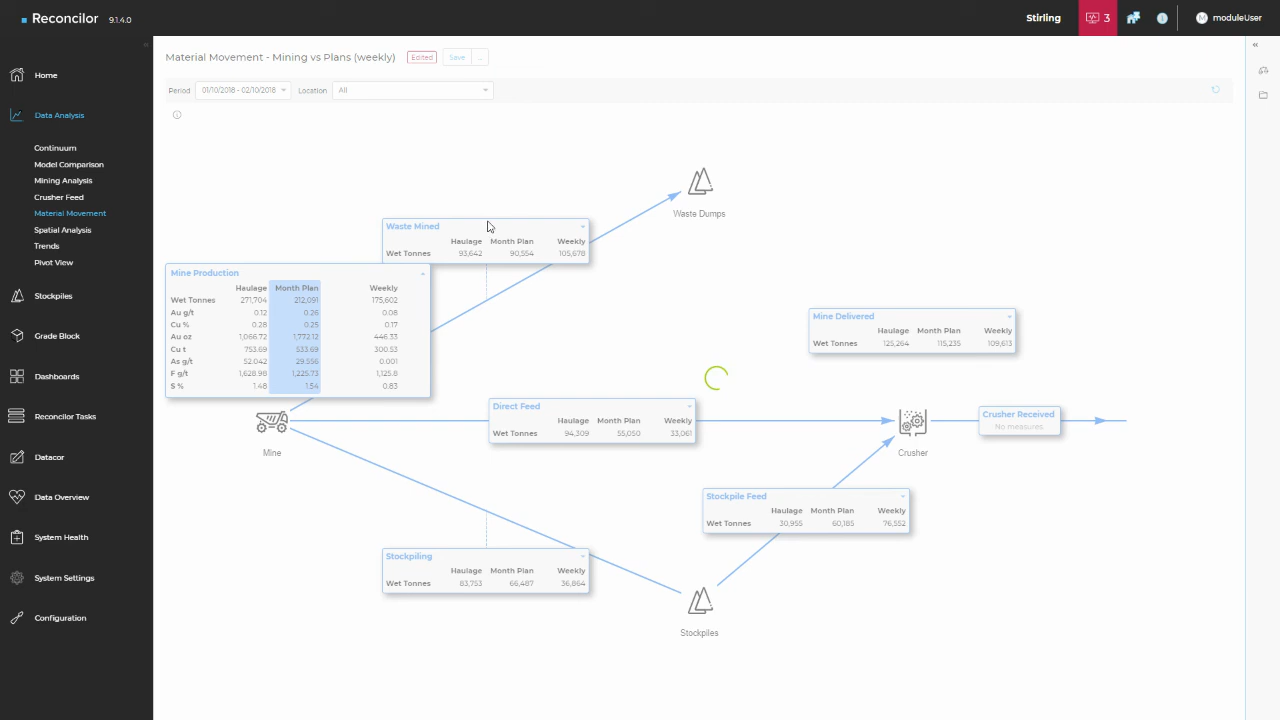 Reconcilor 9.1.4.0
Stirling
3
moduleUser
Home
Data Analysis
Continuum
Model Comparison
Mining Analysis
Crusher Feed
Material Movement
Spatial Analysis
Trends
Pivot View
Stockpiles
Grade Block
Dashboards
Reconcilor Tasks
Datacor
Data Overview
System Health
System Settings
Configuration
Material Movement - Mining vs Plans (weekly) Edited Save ...
Period 01/10/2018 - 02/10/2018 Location All
Waste Dumps
Waste Mined
Haulage Month Plan Weekly
Wet Tonnes 93,642 90,554 105,678
Mine Production
Haulage Month Plan Weekly
Wet Tonnes 271,704 212,091 175,602
Au g/t 0.12 0.26 0.08
Cu % 0.28 0.25 0.17
Au oz 1,066.72 1,772.12 446.33
Cu t 753.69 533.69 300.53
As g/t 52.042 29.556 0.001
F g/t 1,628.98 1,225.73 1,125.8
S % 1.48 1.54 0.83
Mine
Mine Delivered
Haulage Month Plan Weekly
Wet Tonnes 125,264 115,235 109,613
Direct Feed
Haulage Month Plan Weekly
Wet Tonnes 94,309 55,050 33,061
Crusher
Crusher Received
No measures
Stockpile Feed
Haulage Month Plan Weekly
Wet Tonnes 30,955 60,185 76,552
Stockpiling
Haulage Month Plan Weekly
Wet Tonnes 83,753 66,487 36,864
Stockpiles